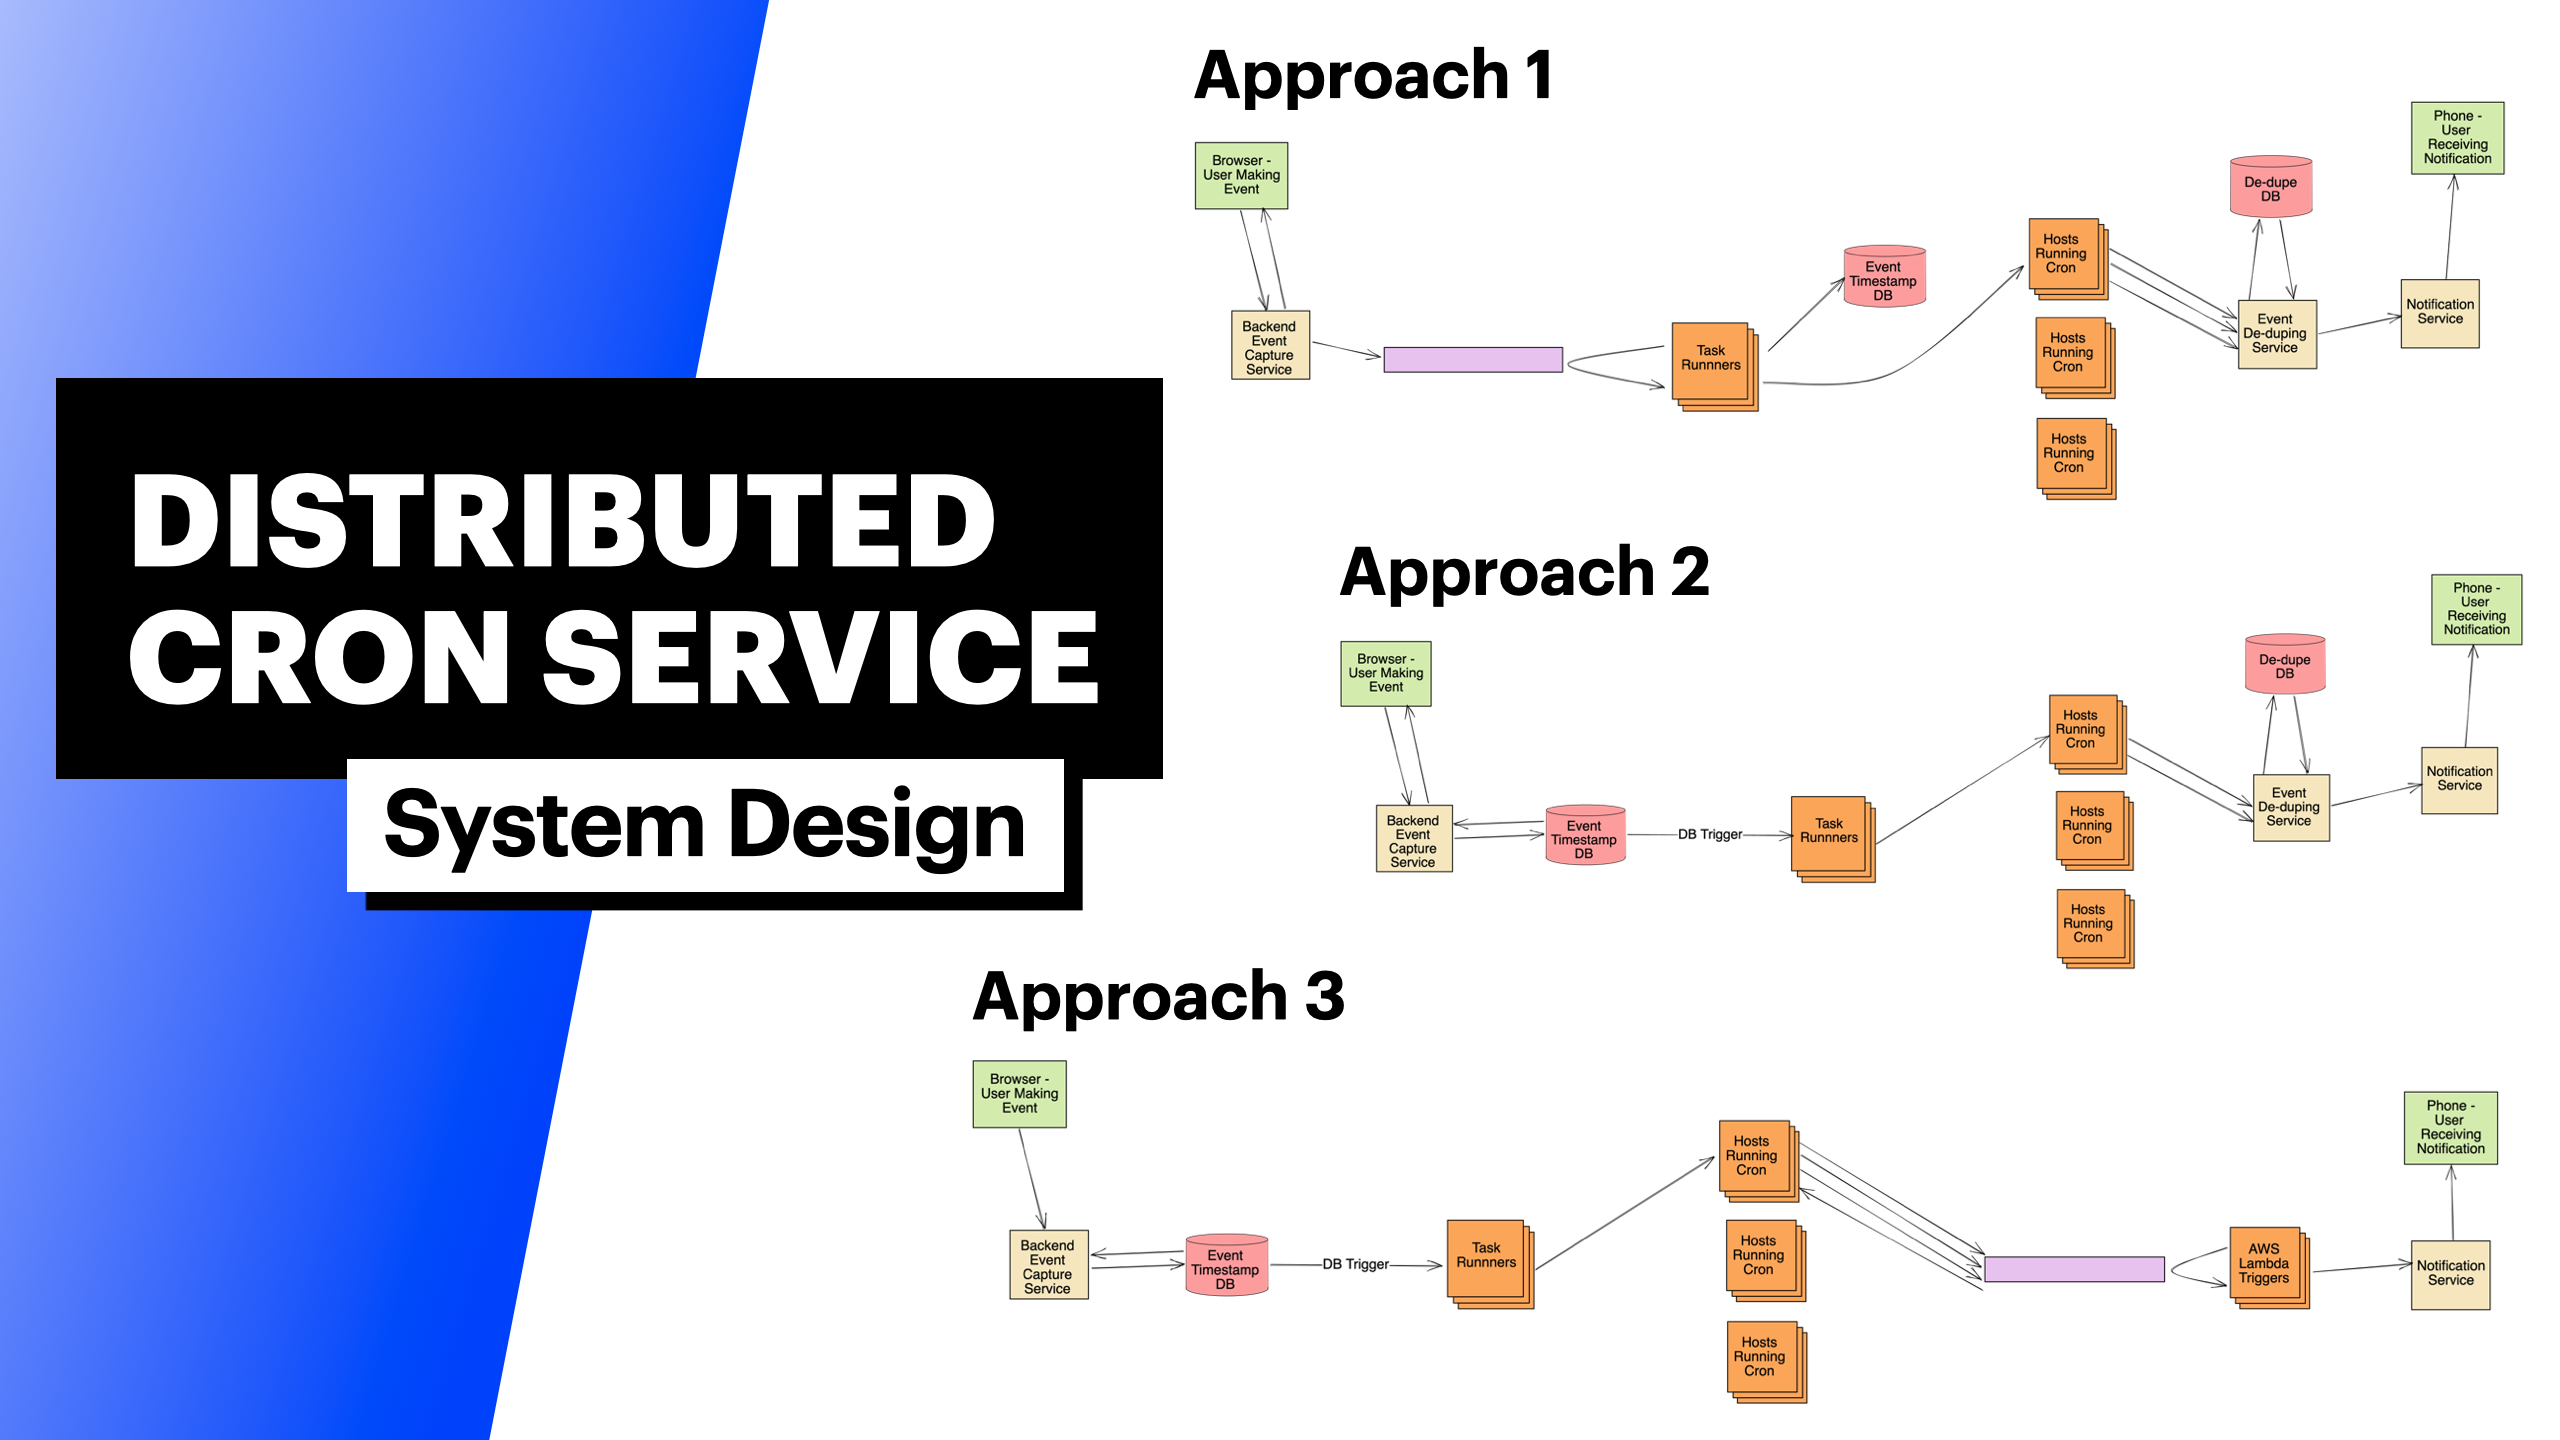 DISTRIBUTED
CRON SERVICE
System Design
Approach 1
Browser -
User Making
Event
Backend
Event
Capture
Service
Task
Runnners
Event
Timestamp
DB
Hosts
Running
Cron
Hosts
Running
Cron
Hosts
Running
Cron
De-dupe
DB
Event
De-duping
Service
Notification
Service
Phone -
User
Receiving
Notification
Approach 2
Browser -
User Making
Event
Backend
Event
Capture
Service
Event
Timestamp
DB
DB Trigger
Task
Runnners
Hosts
Running
Cron
Hosts
Running
Cron
Hosts
Running
Cron
De-dupe
DB
Event
De-duping
Service
Notification
Service
Phone -
User
Receiving
Notification
Approach 3
Browser -
User Making
Event
Backend
Event
Capture
Service
Event
Timestamp
DB
DB Trigger
Task
Runnners
Hosts
Running
Cron
Hosts
Running
Cron
Hosts
Running
Cron
AWS
Lambda
Triggers
Notification
Service
Phone -
User
Receiving
Notification